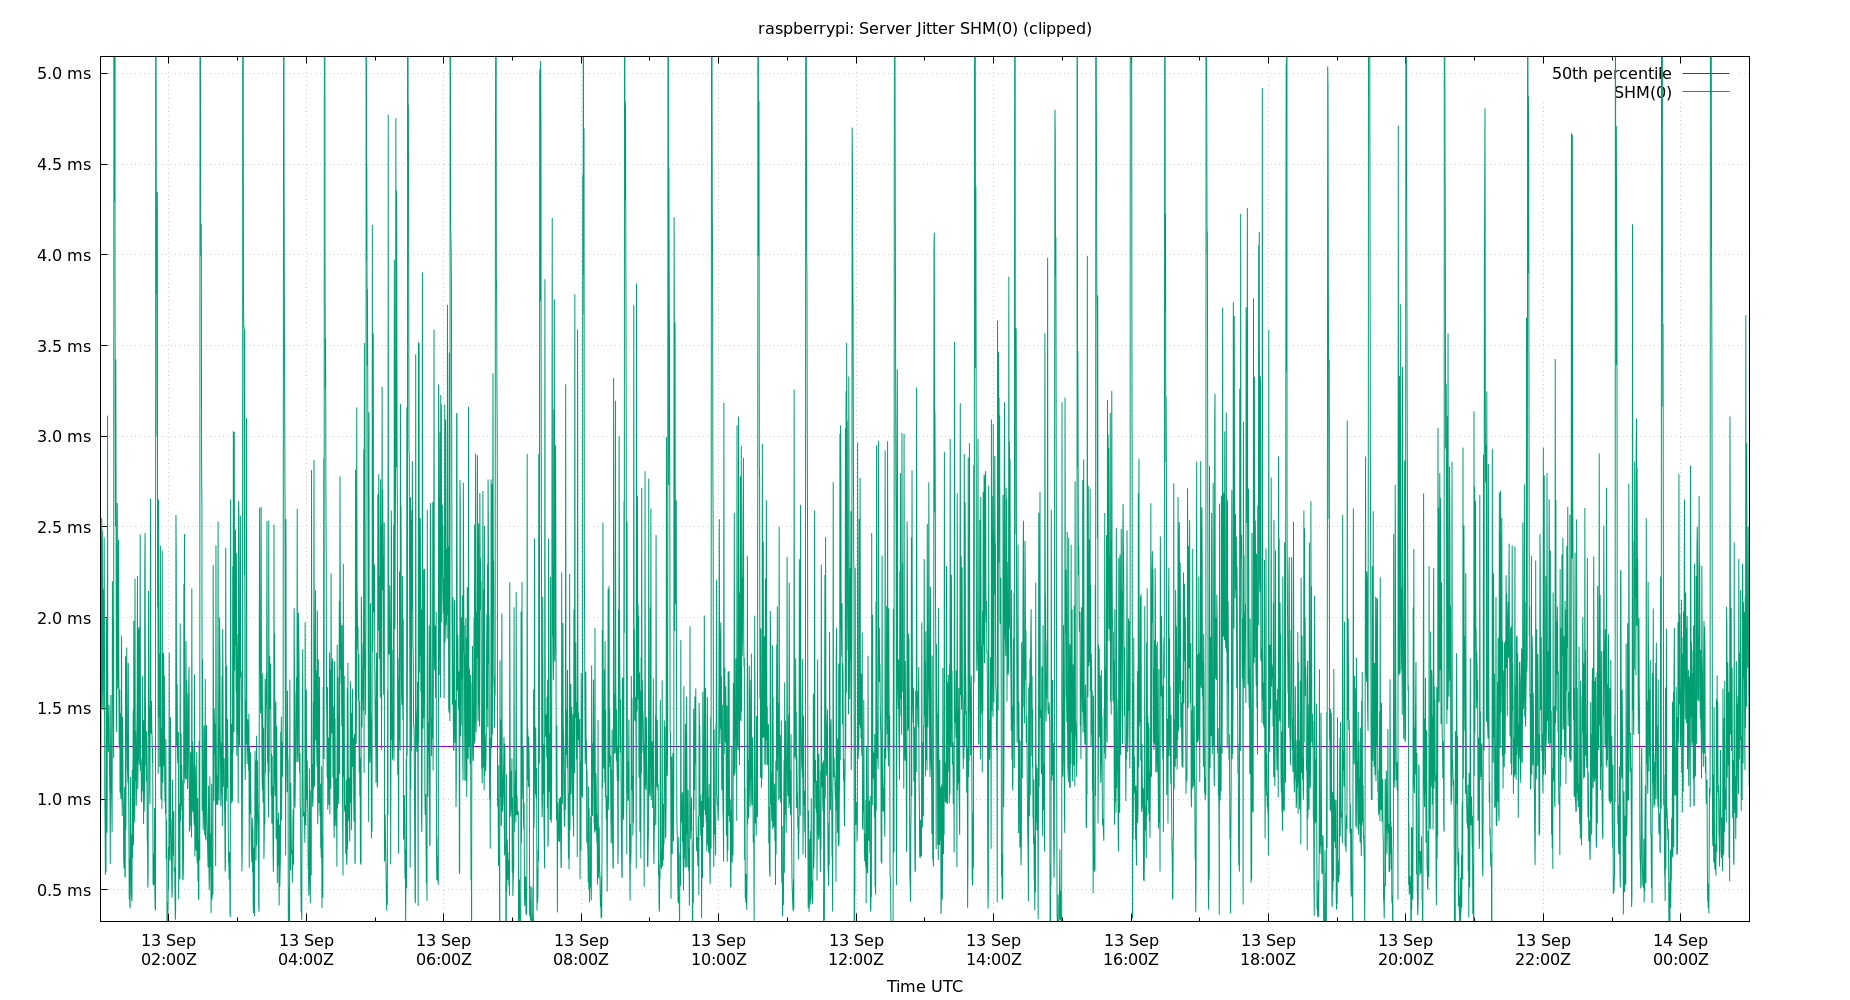 raspberrypi: Server Jitter SHM(0) (clipped)
50th percentile
SHM(0)
5.0 ms
4.5 ms
4.0 ms
3.5 ms
3.0 ms
2.5 ms
2.0 ms
1.5 ms
1.0 ms
0.5 ms
13 Sep 13 Sep 13 Sep 13 Sep 13 Sep 13 Sep 13 Sep 13 Sep 13 Sep 13 Sep 13 Sep 14 Sep
02:00Z 04:00Z 06:00Z 08:00Z 10:00Z 12:00Z 14:00Z 16:00Z 18:00Z 20:00Z 22:00Z 00:00Z
Time UTC